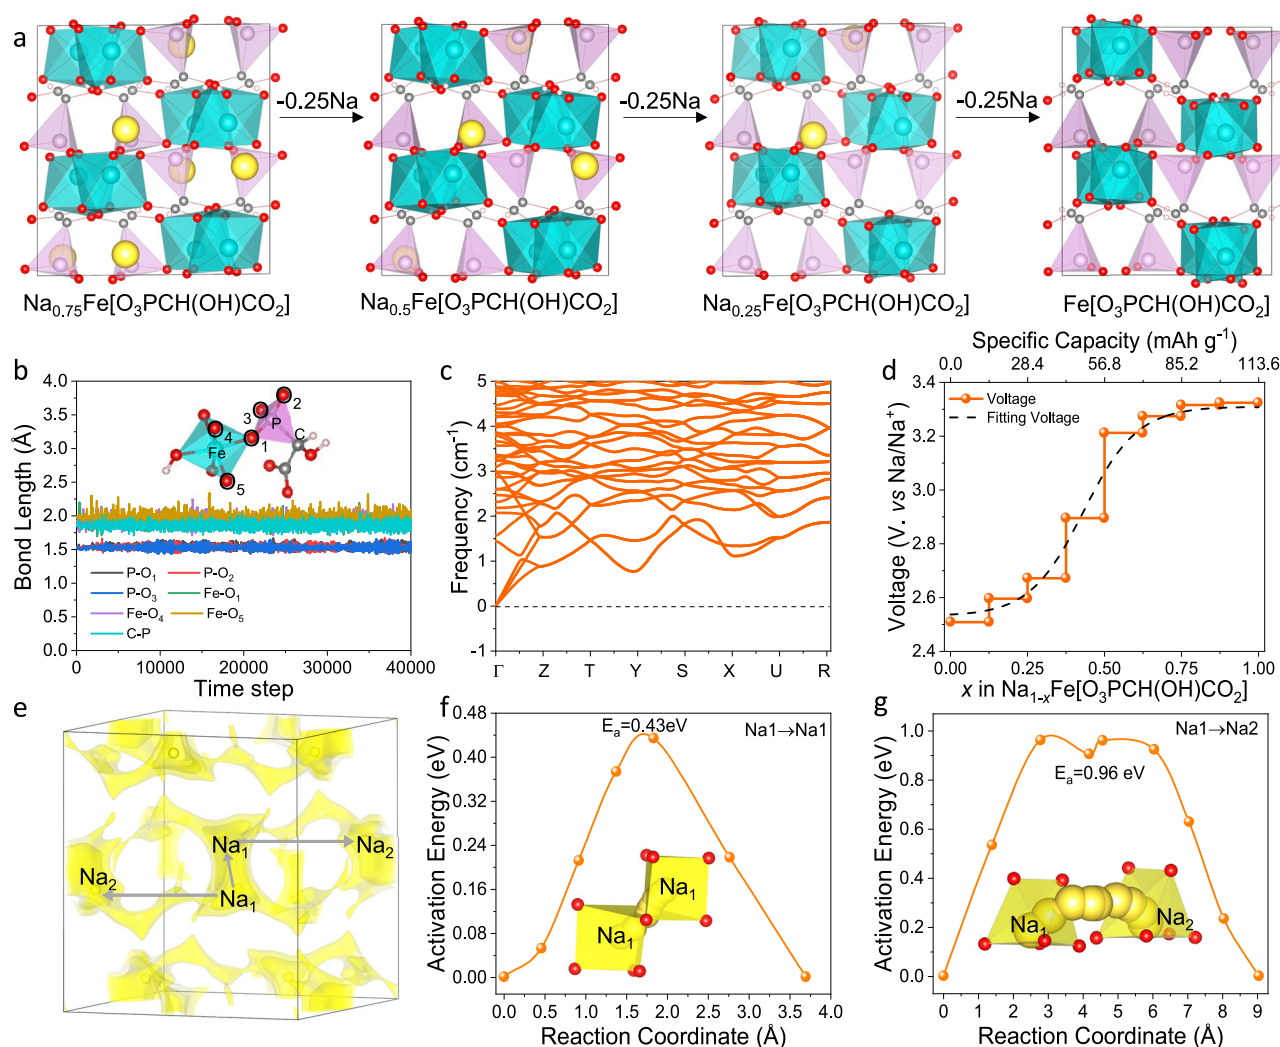 a
-0.25Na
-0.25Na
-0.25Na
Na0.75Fe[O3PCH(OH)CO2]
Na0.5Fe[O3PCH(OH)CO2]
Na0.25Fe[O3PCH(OH)CO2]
Fe[O3PCH(OH)CO2]
b
4.0
3.5
3.0
2.5
2.0
1.5
1.0
0.5
0.0
Bond Length (Å)
0
10000
20000
30000
40000
Time step
Fe
P
C
1
2
3
4
5
P-O1
P-O2
P-O3
Fe-O1
Fe-O4
Fe-O5
C-P
c
5
4
3
2
1
0
-1
Frequency (cm-1)
Γ
Z
T
Y
S
X
U
R
d
Specific Capacity (mAh g-1)
0.0
28.4
56.8
85.2
113.6
3.4
3.2
3.0
2.8
2.6
2.4
Voltage (V. vs Na/Na+)
Voltage
Fitting Voltage
0.00
0.25
0.50
0.75
1.00
x in Na1-xFe[O3PCH(OH)CO2]
e
Na1
Na2
Na2
Na1
f
0.48
0.40
0.32
0.24
0.16
0.08
0.00
Activation Energy (eV)
Ea=0.43eV
Na1→Na1
Na1
Na1
0.0
0.5
1.0
1.5
2.0
2.5
3.0
3.5
4.0
Reaction Coordinate (Å)
g
1.0
0.8
0.6
0.4
0.2
0.0
Activation Energy (eV)
Na1→Na2
Ea=0.96 eV
Na1
Na2
0
1
2
3
4
5
6
7
8
9
Reaction Coordinate (Å)